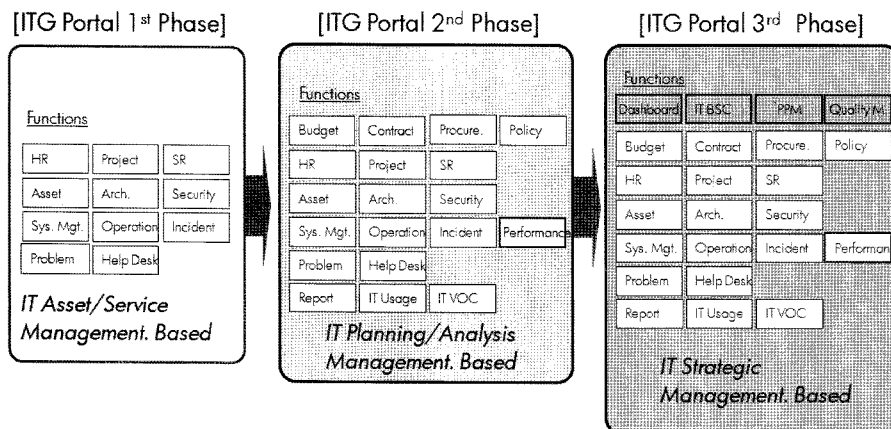 [ITG Portal 1st Phase] [ITG Portal 2nd Phase] [ITG Portal 3rd Phase]
Functions
HR Project SR
Asset Arch. Security
Sys. Mgt. Operation Incident
Problem Help Desk
IT Asset/Service
Management. Based
Functions
Budget Contract Procure. Policy
HR Project SR
Asset Arch. Security
Sys. Mgt. Operation Incident Performance
Problem Help Desk
Report IT Usage IT VOC
IT Planning/Analysis
Management. Based
Functions
Dashboard IT BSC PPM Quality M.
Budget Contract Procure. Policy
HR Project SR
Asset Arch. Security
Sys. Mgt. Operation Incident Performan
Problem Help Desk
Report IT Usage IT VOC
IT Strategic
Management. Based